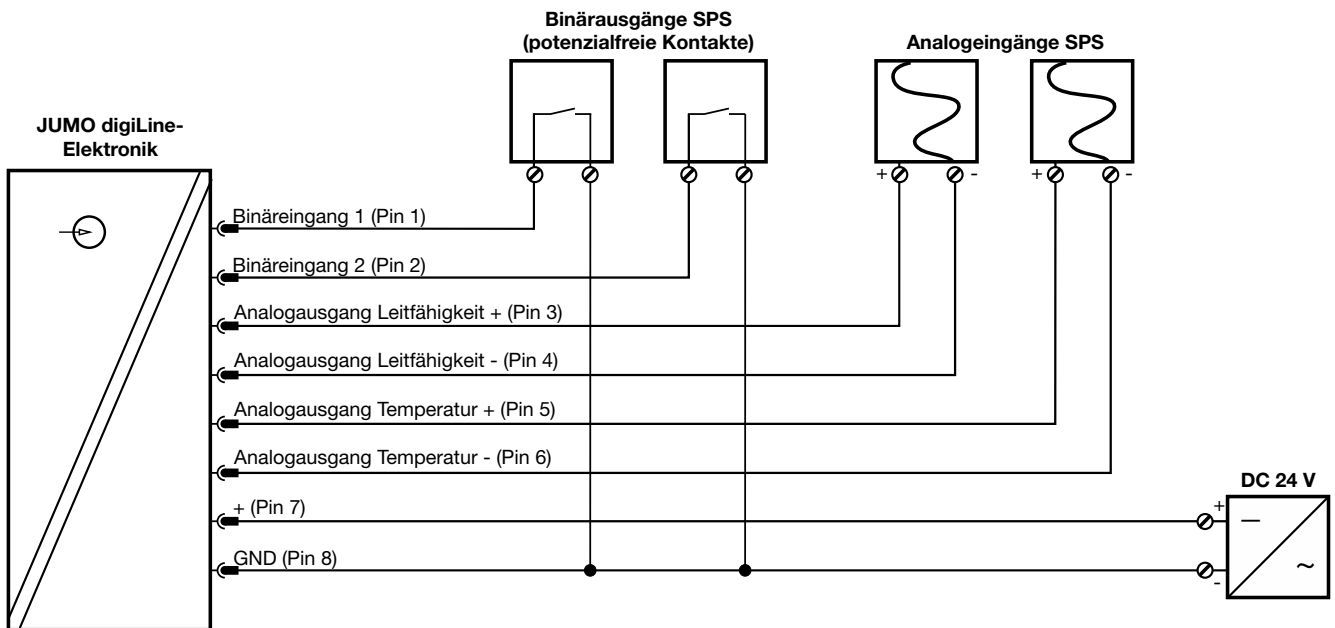 Binärausgänge SPS
(potenzialfreie Kontakte)
Analogeingänge SPS
JUMO digiLine-
Elektronik
+ - + -
Binäreingang 1 (Pin 1)
Binäreingang 2 (Pin 2)
Analogausgang Leitfähigkeit + (Pin 3)
Analogausgang Leitfähigkeit - (Pin 4)
Analogausgang Temperatur + (Pin 5)
Analogausgang Temperatur - (Pin 6)
DC 24 V
+ (Pin 7)
+
GND (Pin 8)
-
~